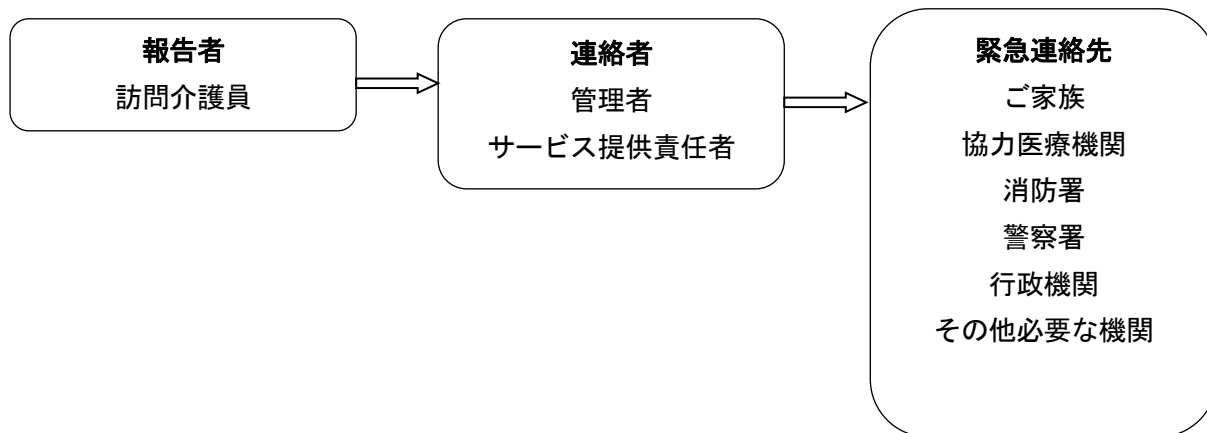 報告者
訪問介護員
連絡者
管理者
サービス提供責任者
緊急連絡先
ご家族
協力医療機関
消防署
警察署
行政機関
その他必要な機関